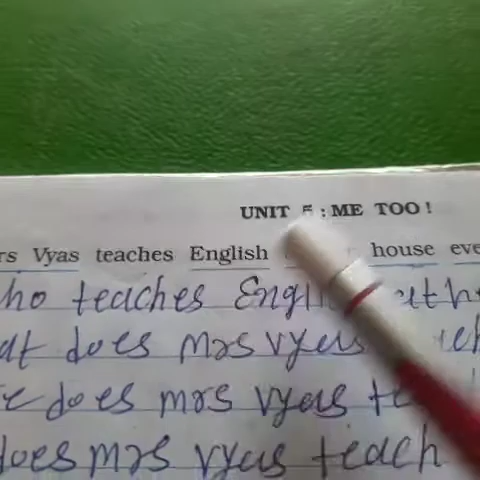 UNIT 5 : ME TOO !
rs Vyas teaches English house eve
ho teaches Engli
at does mrs vyas
e does mrs vyas te
does mrs vyas teach